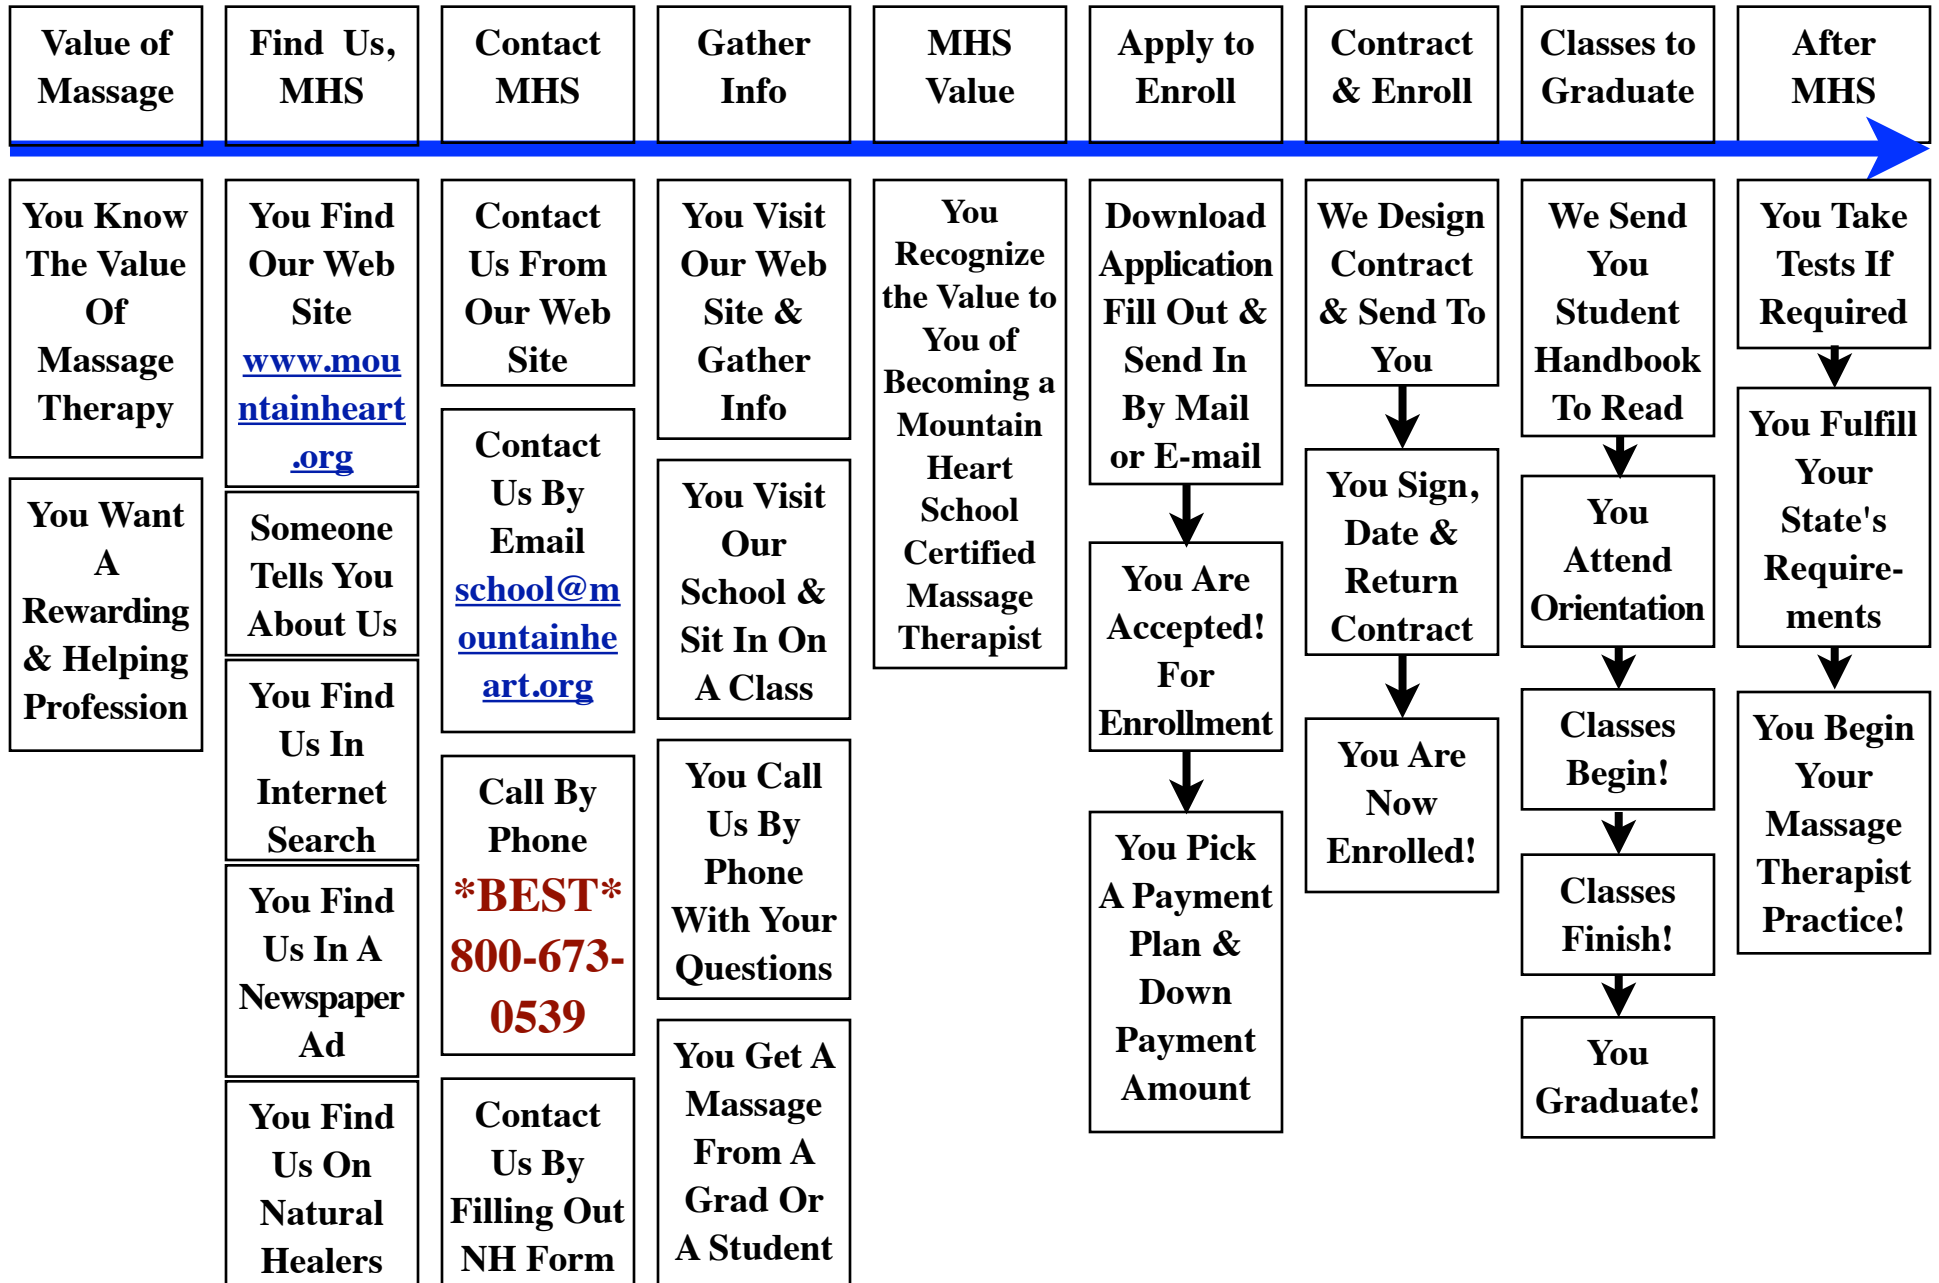 Value of
Massage
Find  Us,
MHS
Contact
MHS
Gather
Info
MHS
Value
Apply to
Enroll
Contract
& Enroll
Classes to
Graduate
After
MHS
You Know
The Value
Of
Massage
Therapy
You Want
A
Rewarding
& Helping
Profession
You Find
Our Web
Site
www.mou
ntainheart
.org
Someone
Tells You
About Us
You Find
Us In
Internet
Search
You Find
Us In A
Newspaper
Ad
You Find
Us On
Natural
Healers
Contact
Us From
Our Web
Site
Contact
Us By
Email
school@m
ountainhe
art.org
Call By
Phone
*BEST*
800-673-
0539
Contact
Us By
Filling Out
NH Form
You Visit
Our Web
Site &
Gather
Info
You Visit
Our
School &
Sit In On
A Class
You Call
Us By
Phone
With Your
Questions
You Get A
Massage
From A
Grad Or
A Student
You
Recognize
the Value to
You of
Becoming a
Mountain
Heart
School
Certified
Massage
Therapist
Download
Application
Fill Out &
Send In
By Mail
or E-mail
You Are
Accepted!
For
Enrollment
You Pick
A Payment
Plan &
Down
Payment
Amount
We Design
Contract
& Send To
You
You Sign,
Date &
Return
Contract
You Are
Now
Enrolled!
We Send
You
Student
Handbook
To Read
You
Attend
Orientation
Classes
Begin!
Classes
Finish!
You
Graduate!
You Take
Tests If
Required
You Fulfill
Your
State's
Require-
ments
You Begin
Your
Massage
Therapist
Practice!